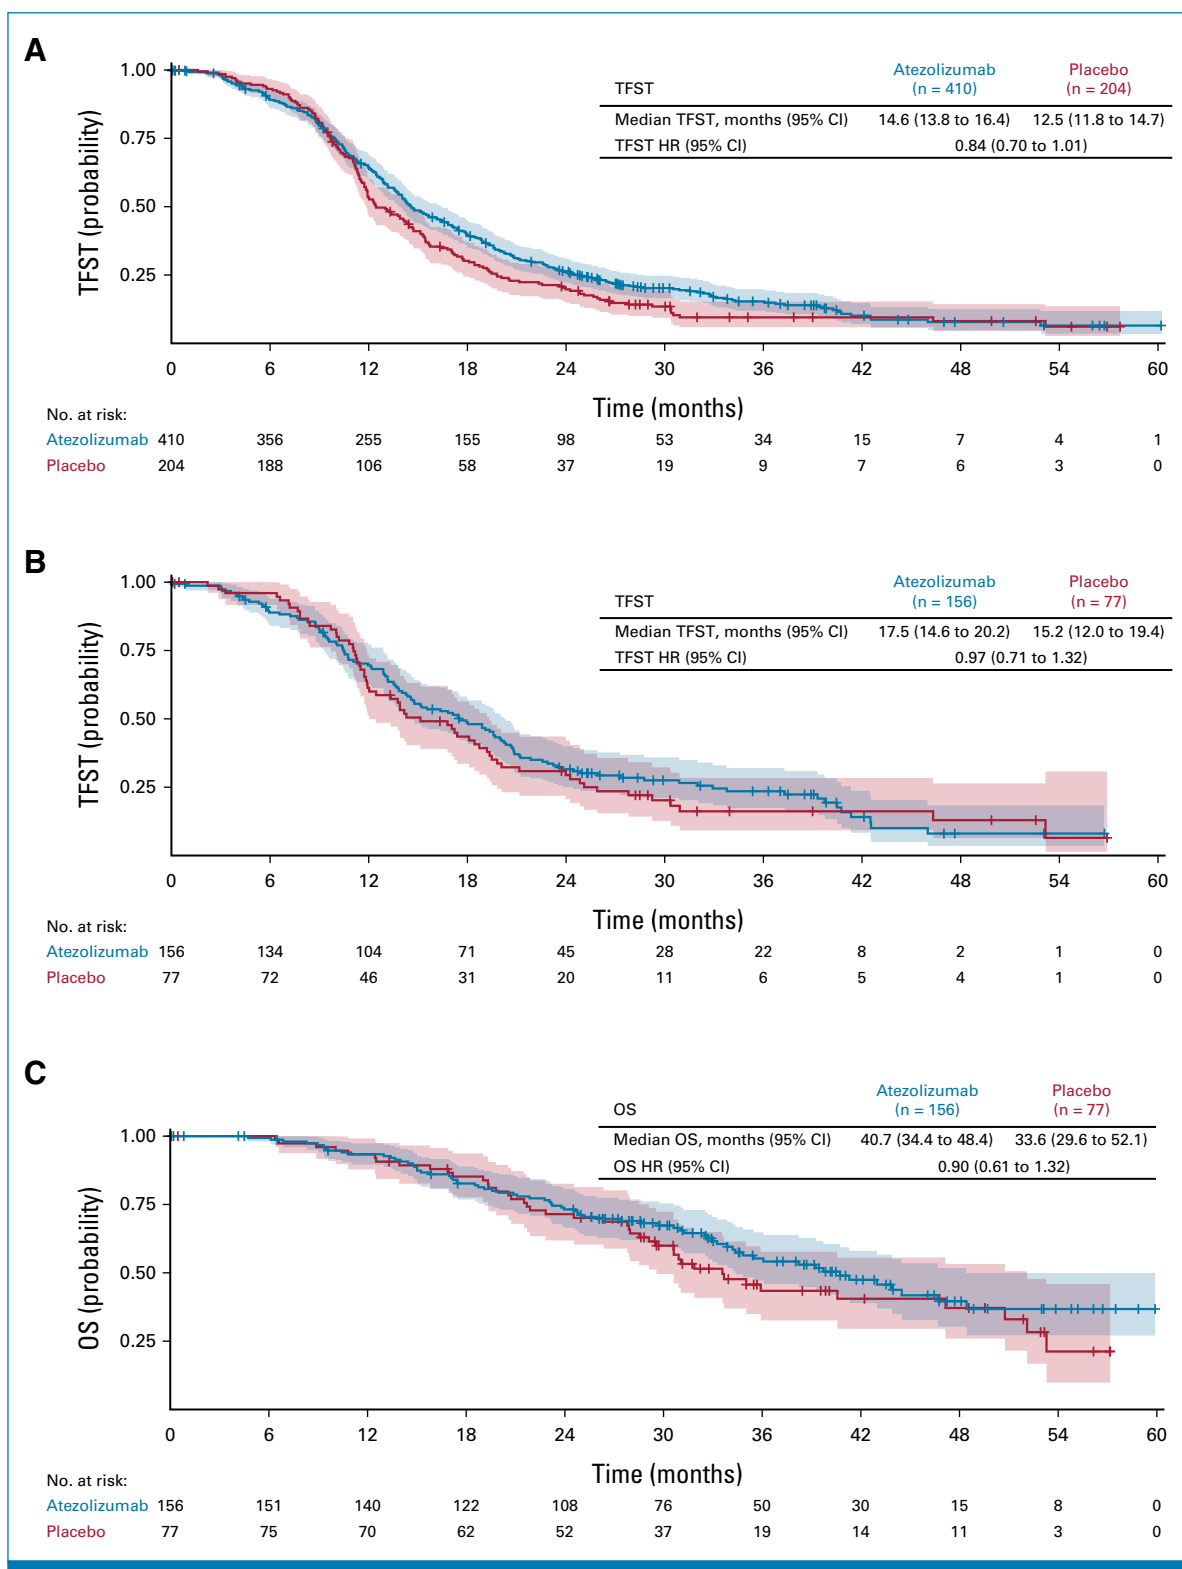 A
TFST Atezolizumab (n = 410) Placebo (n = 204)
Median TFST, months (95% CI) 14.6 (13.8 to 16.4) 12.5 (11.8 to 14.7)
TFST HR (95% CI) 0.84 (0.70 to 1.01)
TFST (probability)
1.00
0.75
0.50
0.25
0 6 12 18 24 30 36 42 48 54 60
Time (months)
No. at risk:
Atezolizumab 410 356 255 155 98 53 34 15 7 4 1
Placebo 204 188 106 58 37 19 9 7 6 3 0
B
TFST Atezolizumab (n = 156) Placebo (n = 77)
Median TFST, months (95% CI) 17.5 (14.6 to 20.2) 15.2 (12.0 to 19.4)
TFST HR (95% CI) 0.97 (0.71 to 1.32)
TFST (probability)
1.00
0.75
0.50
0.25
0 6 12 18 24 30 36 42 48 54 60
Time (months)
No. at risk:
Atezolizumab 156 134 104 71 45 28 22 8 2 1 0
Placebo 77 72 46 31 20 11 6 5 4 1 0
C
OS Atezolizumab (n = 156) Placebo (n = 77)
Median OS, months (95% CI) 40.7 (34.4 to 48.4) 33.6 (29.6 to 52.1)
OS HR (95% CI) 0.90 (0.61 to 1.32)
OS (probability)
1.00
0.75
0.50
0.25
0 6 12 18 24 30 36 42 48 54 60
Time (months)
No. at risk:
Atezolizumab 156 151 140 122 108 76 50 30 15 8 0
Placebo 77 75 70 62 52 37 19 14 11 3 0